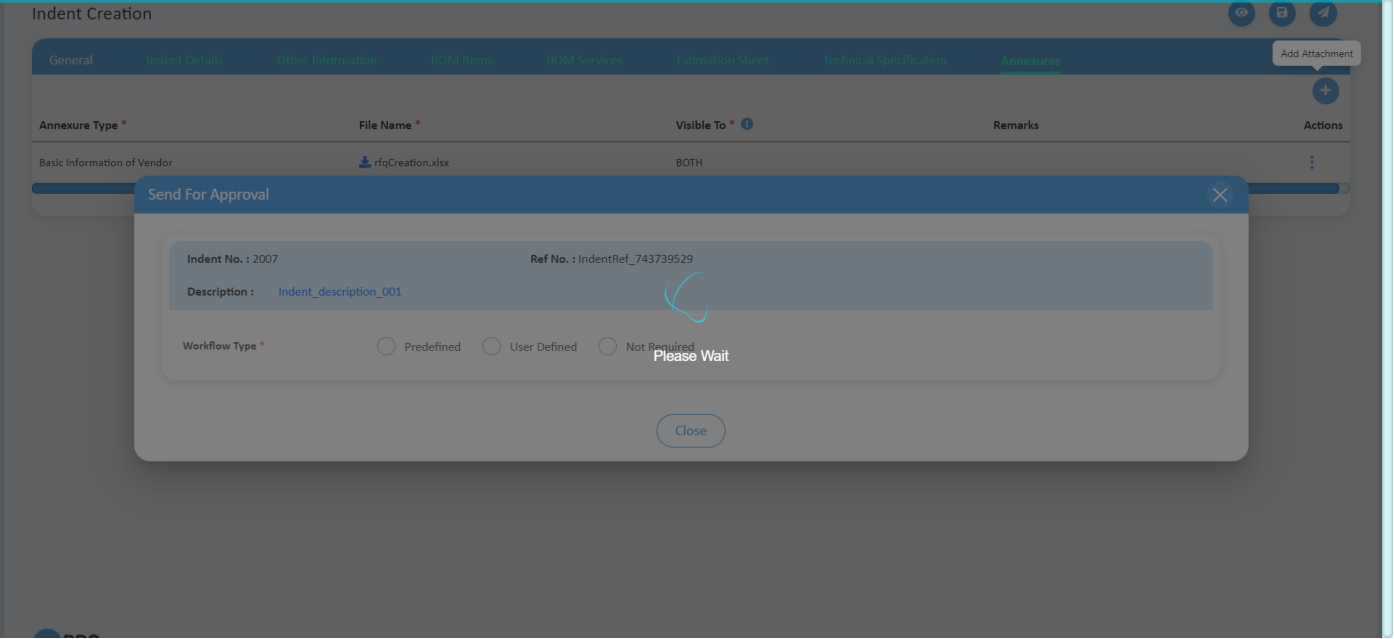 Indent Creation
General Indent Details Other Information BOM Items BOM Services Estimation Sheet Technical Specification Annexures
Add Attachment
Annexure Type * File Name * Visible To * Remarks Actions
Basic Information of Vendor rfqCreation.xlsx BOTH
Send For Approval
Indent No. : 2007 Ref No. : IndentRef_743739529
Description : Indent_description_001
Workflow Type * Predefined User Defined Not Required
Please Wait
Close